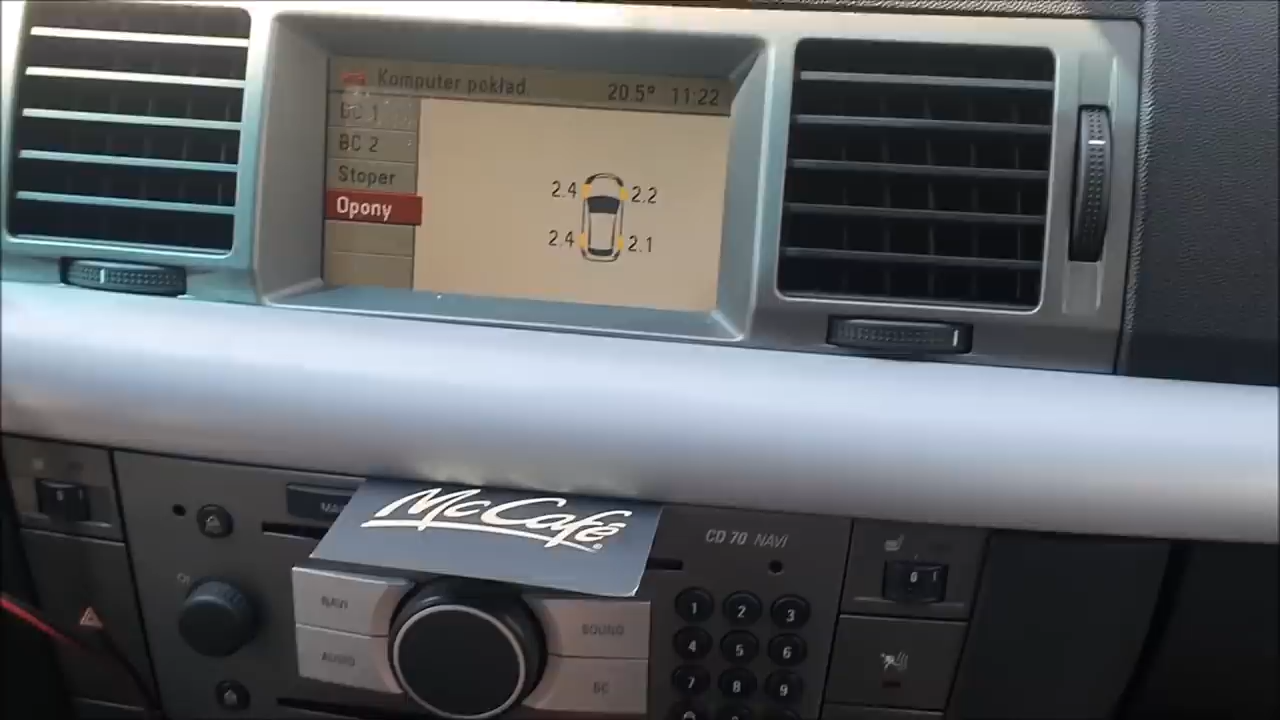 Komputer pokład. 20.5° 11:22
BC 1
BC 2
Stoper
Opony
2.4 2.2
2.4 2.1
McCafé®
CD 70 NAVI
NAVI
SOUND
AUDIO
BC
1 2 3
4 5 6
7 8 9
0